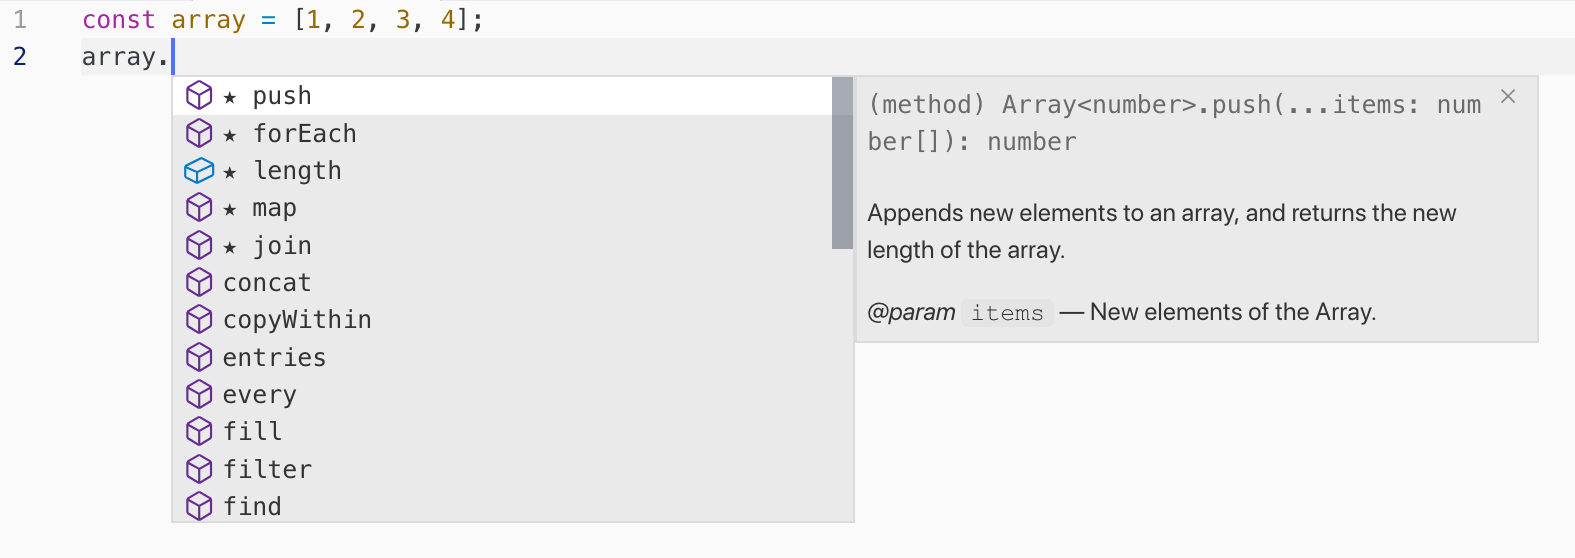 1 const array = [1, 2, 3, 4];
2 array.
★ push
★ forEach
★ length
★ map
★ join
concat
copyWithin
entries
every
fill
filter
find
(method) Array<number>.push(...items: num
ber[]): number
Appends new elements to an array, and returns the new
length of the array.
@param items — New elements of the Array.